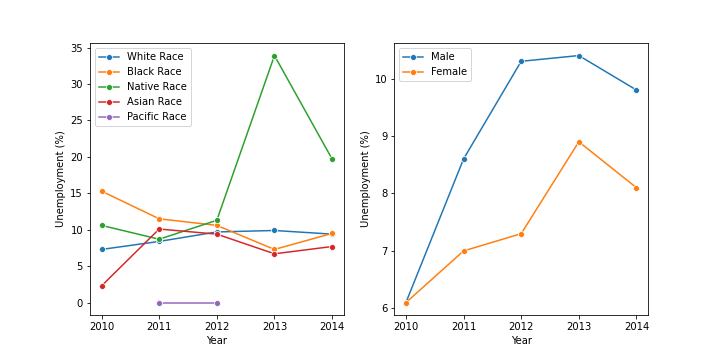 White Race
Black Race
Native Race
Asian Race
Pacific Race
Unemployment (%)
35
30
25
20
15
10
5
0
2010 2011 2012 2013 2014
Year
Male
Female
Unemployment (%)
10
9
8
7
6
2010 2011 2012 2013 2014
Year